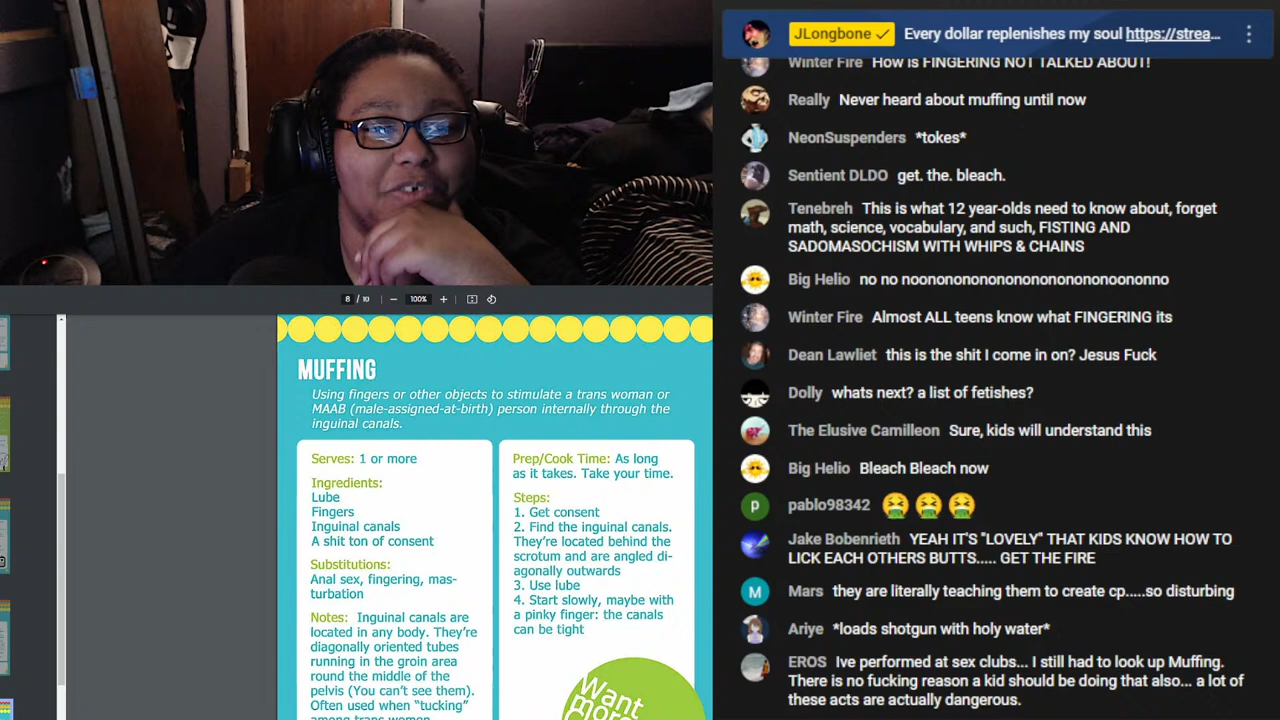 JLongbone Every dollar replenishes my soul https://strea...
Winter Fire How is FINGERING NOT TALKED ABOUT!
Really Never heard about muffing until now
NeonSuspenders *tokes*
Sentient DLDO get. the. bleach.
Tenebreh This is what 12 year-olds need to know about, forget
math, science, vocabulary, and such, FISTING AND
SADOMASOCHISM WITH WHIPS & CHAINS
Big Helio no no noononononononononononoonononno
Winter Fire Almost ALL teens know what FINGERING its
Dean Lawliet this is the shit I come in on? Jesus Fuck
Dolly whats next? a list of fetishes?
The Elusive Camilleon Sure, kids will understand this
Big Helio Bleach Bleach now
pablo98342 🤮🤮🤮
Jake Bobenrieth YEAH IT'S "LOVELY" THAT KIDS KNOW HOW TO
LICK EACH OTHERS BUTTS..... GET THE FIRE
M
Mars they are literally teaching them to create cp.....so disturbing
Ariye *loads shotgun with holy water*
EROS Ive performed at sex clubs... I still had to look up Muffing.
There is no fucking reason a kid should be doing that also... a lot of
these acts are actually dangerous.
8 / 10 − 100% +
MUFFING
Using fingers or other objects to stimulate a trans woman or
MAAB (male-assigned-at-birth) person internally through the
inguinal canals.
Serves: 1 or more
Ingredients:
Lube
Fingers
Inguinal canals
A shit ton of consent
Substitutions:
Anal sex, fingering, mas-
turbation
Notes: Inguinal canals are
located in any body. They're
diagonally oriented tubes
running in the groin area
round the middle of the
pelvis (You can't see them).
Often used when "tucking"
among trans women
Prep/Cook Time: As long
as it takes. Take your time.
Steps:
1. Get consent
2. Find the inguinal canals.
They're located behind the
scrotum and are angled di-
agonally outwards
3. Use lube
4. Start slowly, maybe with
a pinky finger: the canals
can be tight
Want
more